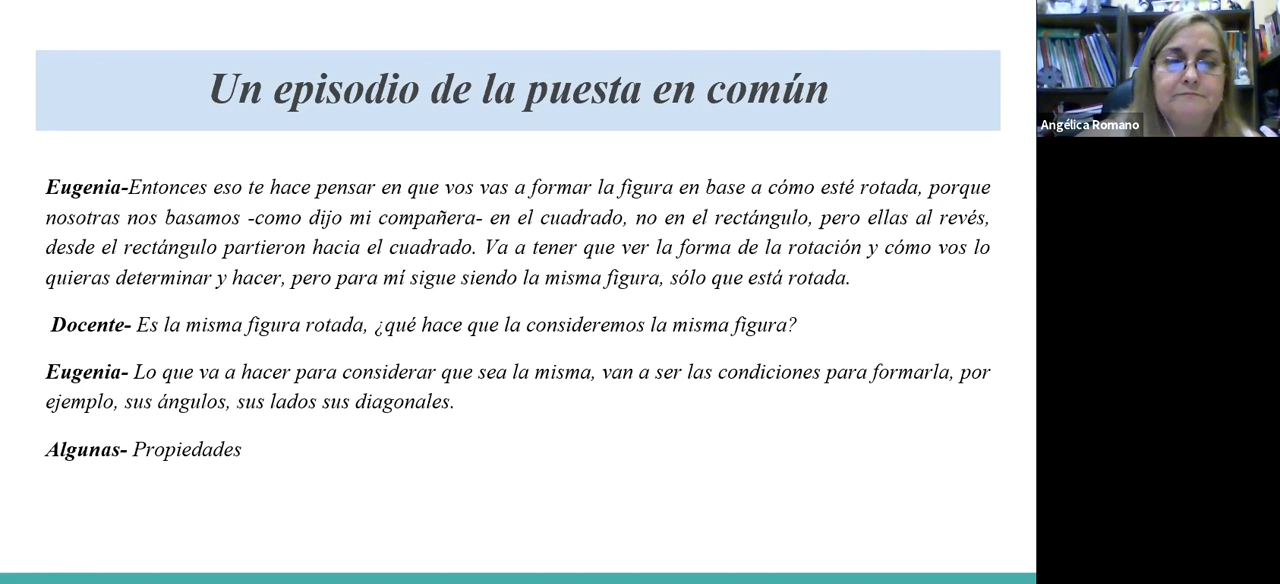 Un episodio de la puesta en común
Angélica Romano
Eugenia-Entonces eso te hace pensar en que vos vas a formar la figura en base a cómo esté rotada, porque
nosotras nos basamos -como dijo mi compañera- en el cuadrado, no en el rectángulo, pero ellas al revés,
desde el rectángulo partieron hacia el cuadrado. Va a tener que ver la forma de la rotación y cómo vos lo
quieras determinar y hacer, pero para mí sigue siendo la misma figura, sólo que está rotada.
Docente- Es la misma figura rotada, ¿qué hace que la consideremos la misma figura?
Eugenia- Lo que va a hacer para considerar que sea la misma, van a ser las condiciones para formarla, por
ejemplo, sus ángulos, sus lados sus diagonales.
Algunas- Propiedades